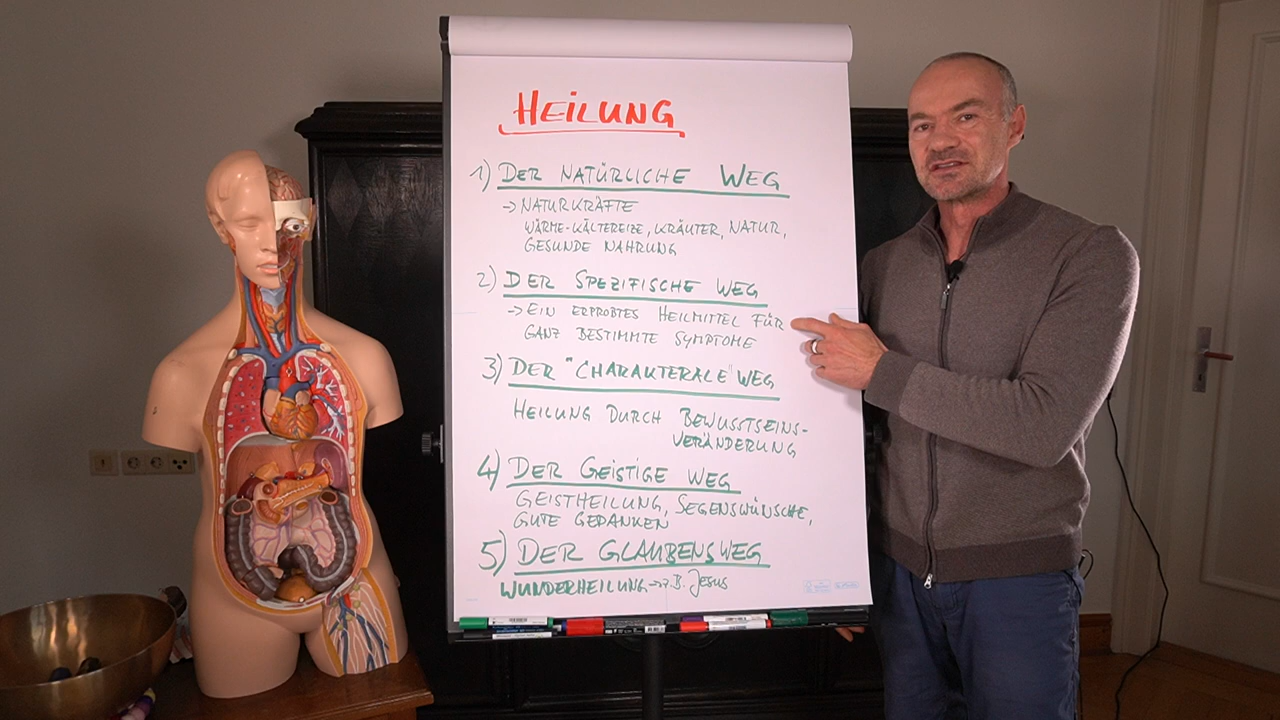 HEILUNG
1) DER NATÜRLICHE WEG
→ NATURKRÄFTE
WÄRME-KÄLTEREIZE, KRÄUTER, NATUR,
GESUNDE NAHRUNG
2) DER SPEZIFISCHE WEG
→ EIN ERPROBTES HEILMITTEL FÜR
GANZ BESTIMMTE SYMPTOME
3) DER "CHARAKTERALE" WEG
HEILUNG DURCH BEWUSSTSEINS-
VERÄNDERUNG
4) DER GEISTIGE WEG
GEISTHEILUNG, SEGENSWÜNSCHE,
GUTE GEDANKEN
5) DER GLAUBENSWEG
WUNDERHEILUNG → z.B. JESUS